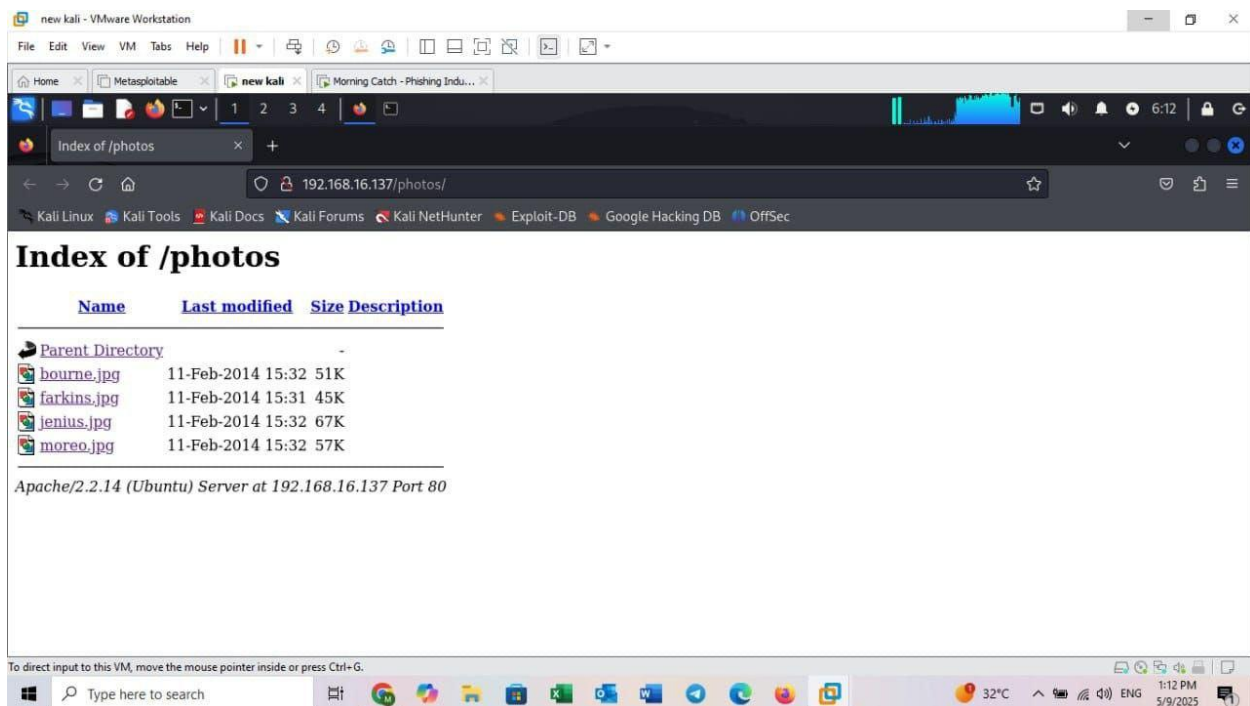 new kali - VMware Workstation
File Edit View VM Tabs Help
Home Metasploitable new kali Morning Catch - Phishing Indu...
1 2 3 4 6:12
Index of /photos
192.168.16.137/photos/
Kali Linux Kali Tools Kali Docs Kali Forums Kali NetHunter Exploit-DB Google Hacking DB OffSec
Index of /photos
Name Last modified Size Description
Parent Directory -
bourne.jpg 11-Feb-2014 15:32 51K
farkins.jpg 11-Feb-2014 15:31 45K
jenius.jpg 11-Feb-2014 15:32 67K
moreo.jpg 11-Feb-2014 15:32 57K
Apache/2.2.14 (Ubuntu) Server at 192.168.16.137 Port 80
To direct input to this VM, move the mouse pointer inside or press Ctrl+G.
Type here to search 32°C ENG 1:12 PM
5/9/2025